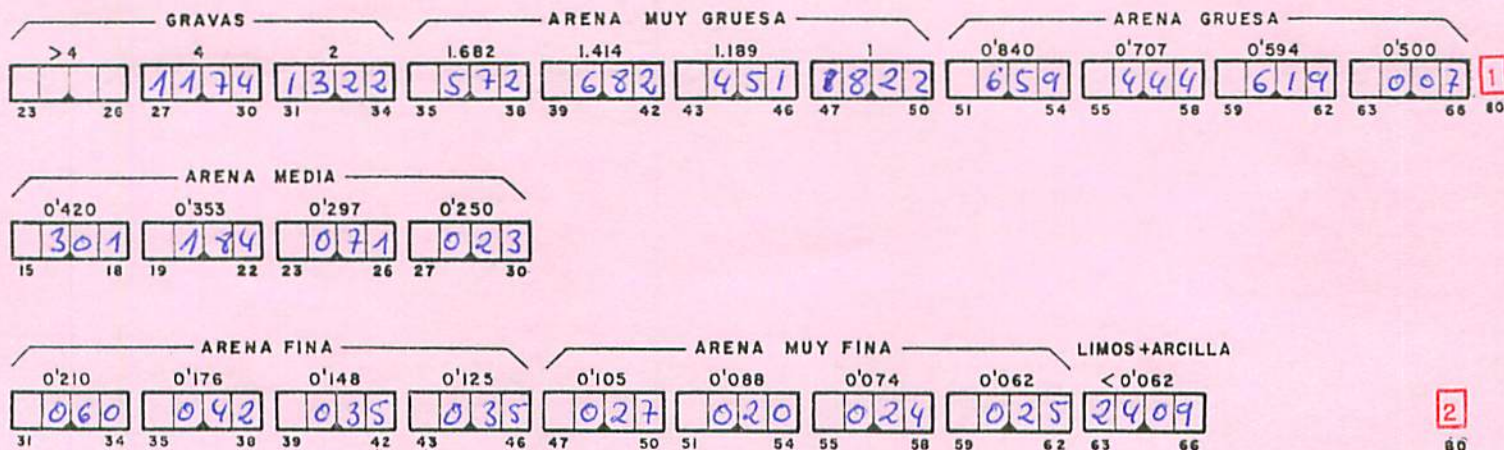 GRAVAS ARENA MUY GRUESA ARENA GRUESA
>4 4 2 1.682 1.414 1.189 1 0'840 0'707 0'594 0'500
1174 1322 572 682 451 1822 659 444 619 007 1
23 26 27 30 31 34 35 38 39 42 43 46 47 50 51 54 55 58 59 62 63 66 80
ARENA MEDIA
0'420 0'353 0'297 0'250
301 184 071 023
15 18 19 22 23 26 27 30
ARENA FINA ARENA MUY FINA LIMOS+ARCILLA
0'210 0'176 0'148 0'125 0'105 0'088 0'074 0'062 <0'062
060 042 035 035 027 020 024 025 2409 2
31 34 35 38 39 42 43 46 47 50 51 54 55 58 59 62 63 66 80